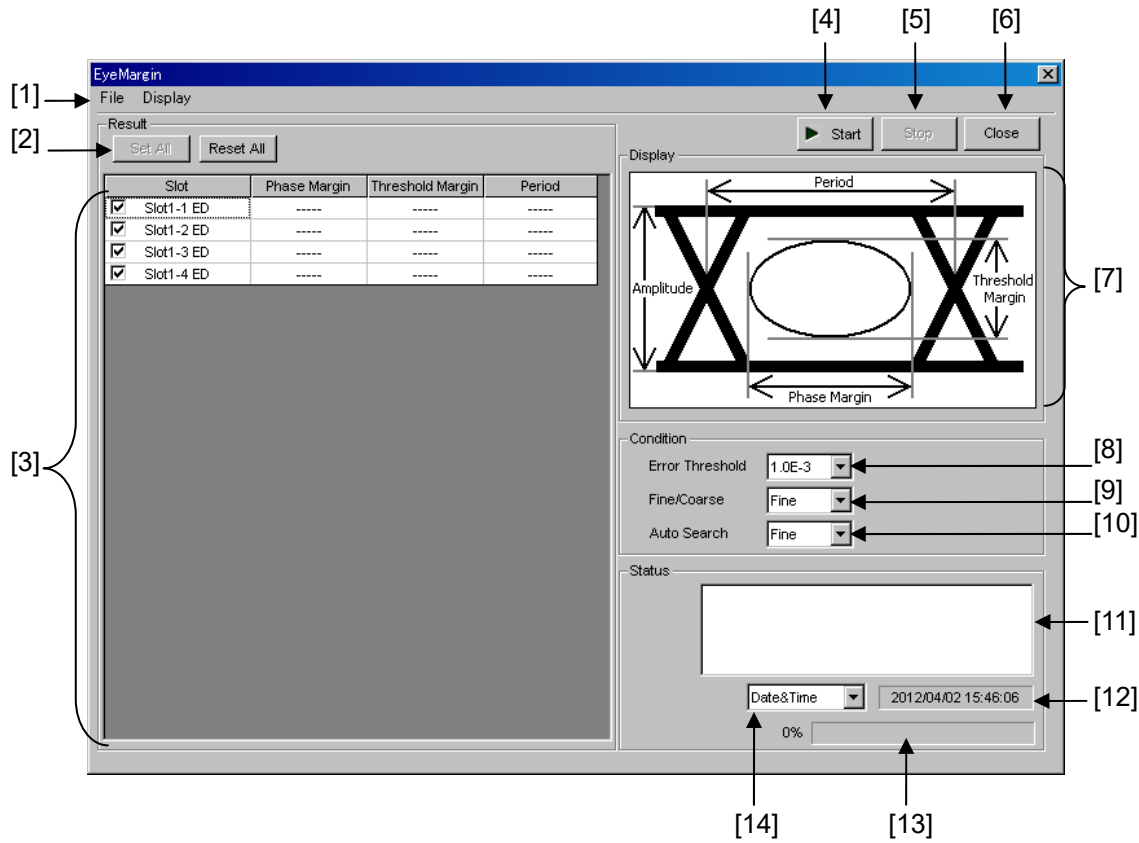 [4] [5] [6]
EyeMargin
[1]
File Display
Result
[2]
Set All Reset All
Start Stop Close
Display
Slot Phase Margin Threshold Margin Period
Slot1-1 ED ----- ----- -----
Slot1-2 ED ----- ----- -----
Slot1-3 ED ----- ----- -----
Slot1-4 ED ----- ----- -----
[3]
Period
Amplitude
Threshold
Margin
Phase Margin
[7]
Condition
Error Threshold 1.0E-3 [8]
Fine/Coarse Fine [9]
Auto Search Fine [10]
Status
[11]
Date&Time 2012/04/02 15:46:06 [12]
0%
[14] [13]